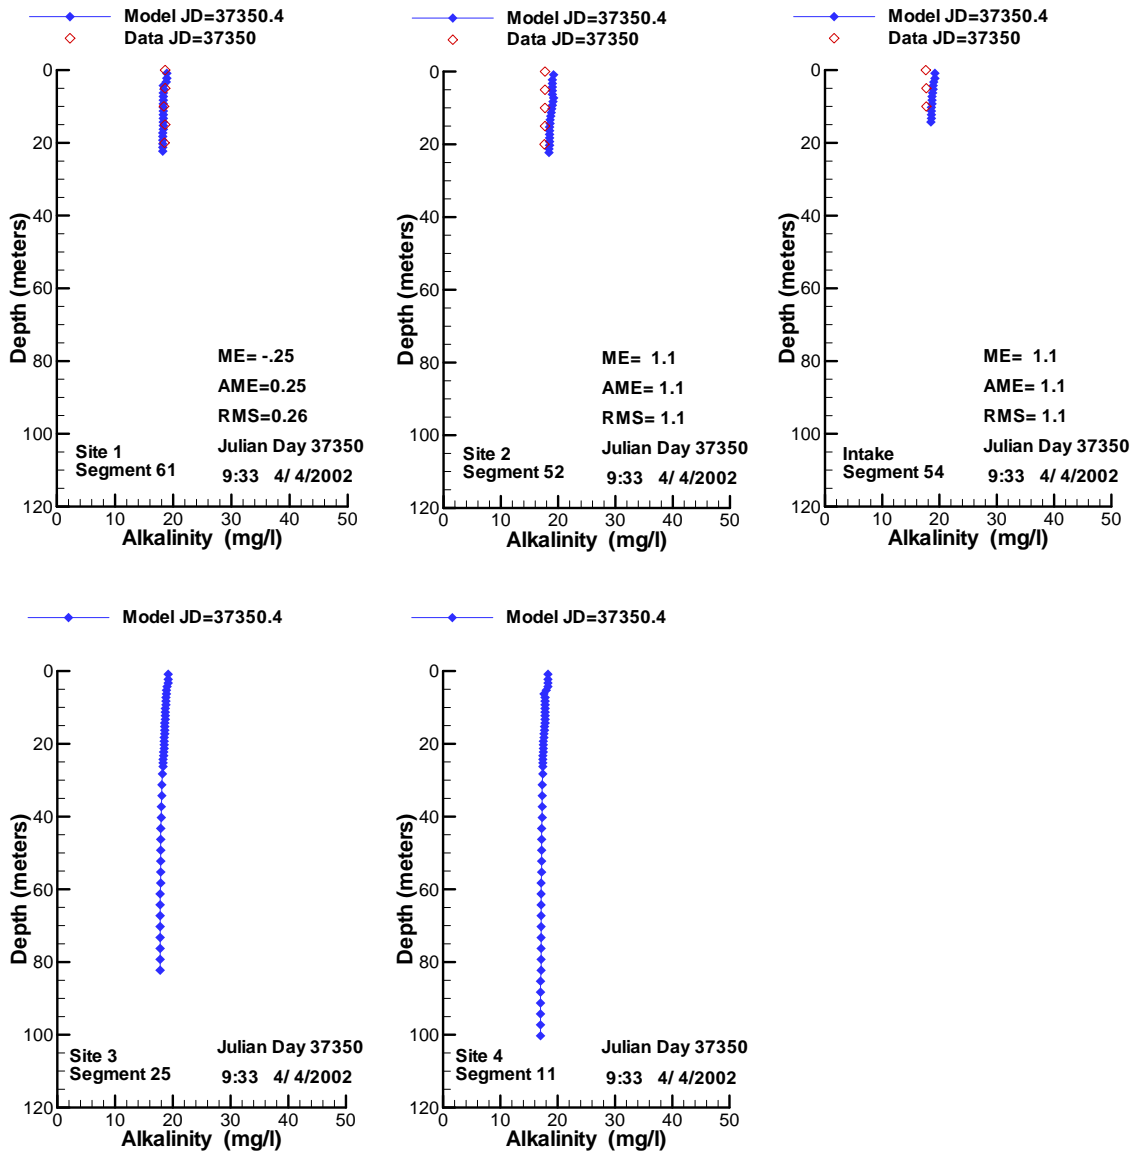 Model JD=37350.4
Data JD=37350
0
20
40
60
80
100
120
Depth (meters)
ME= -.25
AME=0.25
RMS=0.26
Site 1
Segment 61
Julian Day 37350
9:33 4/ 4/2002
0 10 20 30 40 50
Alkalinity (mg/l)
Model JD=37350.4
Data JD=37350
0
20
40
60
80
100
120
Depth (meters)
ME= 1.1
AME= 1.1
RMS= 1.1
Site 2
Segment 52
Julian Day 37350
9:33 4/ 4/2002
0 10 20 30 40 50
Alkalinity (mg/l)
Model JD=37350.4
Data JD=37350
0
20
40
60
80
100
120
Depth (meters)
ME= 1.1
AME= 1.1
RMS= 1.1
Intake
Segment 54
Julian Day 37350
9:33 4/ 4/2002
0 10 20 30 40 50
Alkalinity (mg/l)
Model JD=37350.4
0
20
40
60
80
100
120
Depth (meters)
Site 3
Segment 25
Julian Day 37350
9:33 4/ 4/2002
0 10 20 30 40 50
Alkalinity (mg/l)
Model JD=37350.4
0
20
40
60
80
100
120
Depth (meters)
Site 4
Segment 11
Julian Day 37350
9:33 4/ 4/2002
0 10 20 30 40 50
Alkalinity (mg/l)